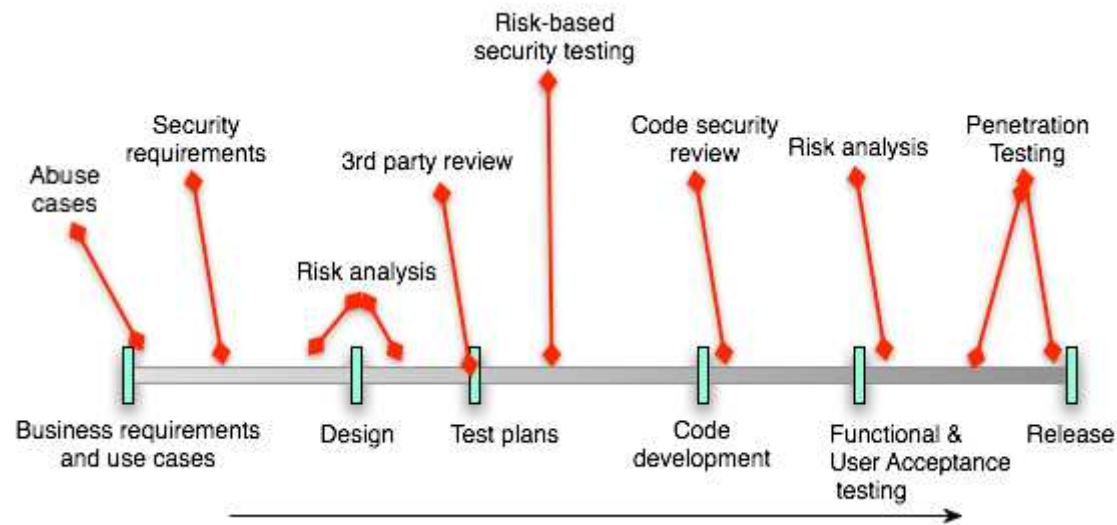 Risk-based
security testing
Security
requirements
Code security
review
Penetration
Testing
Risk analysis
3rd party review
Abuse
cases
Risk analysis
Business requirements
and use cases
Design
Test plans
Code
development
Functional &
User Acceptance
testing
Release